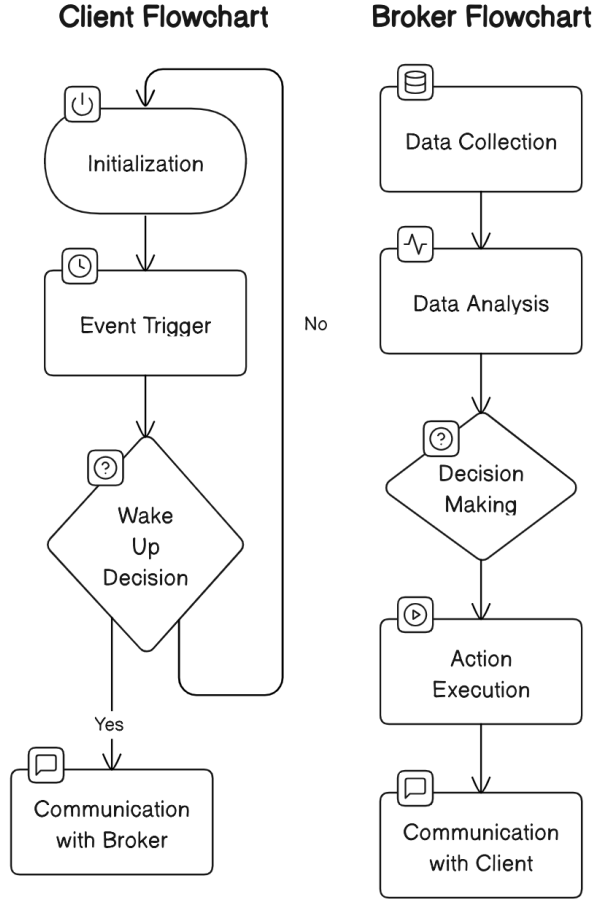 Client Flowchart
Initialization
Event Trigger
No
Wake
Up
Decision
Yes
Communication
with Broker
Broker Flowchart
Data Collection
Data Analysis
Decision
Making
Action
Execution
Communication
with Client